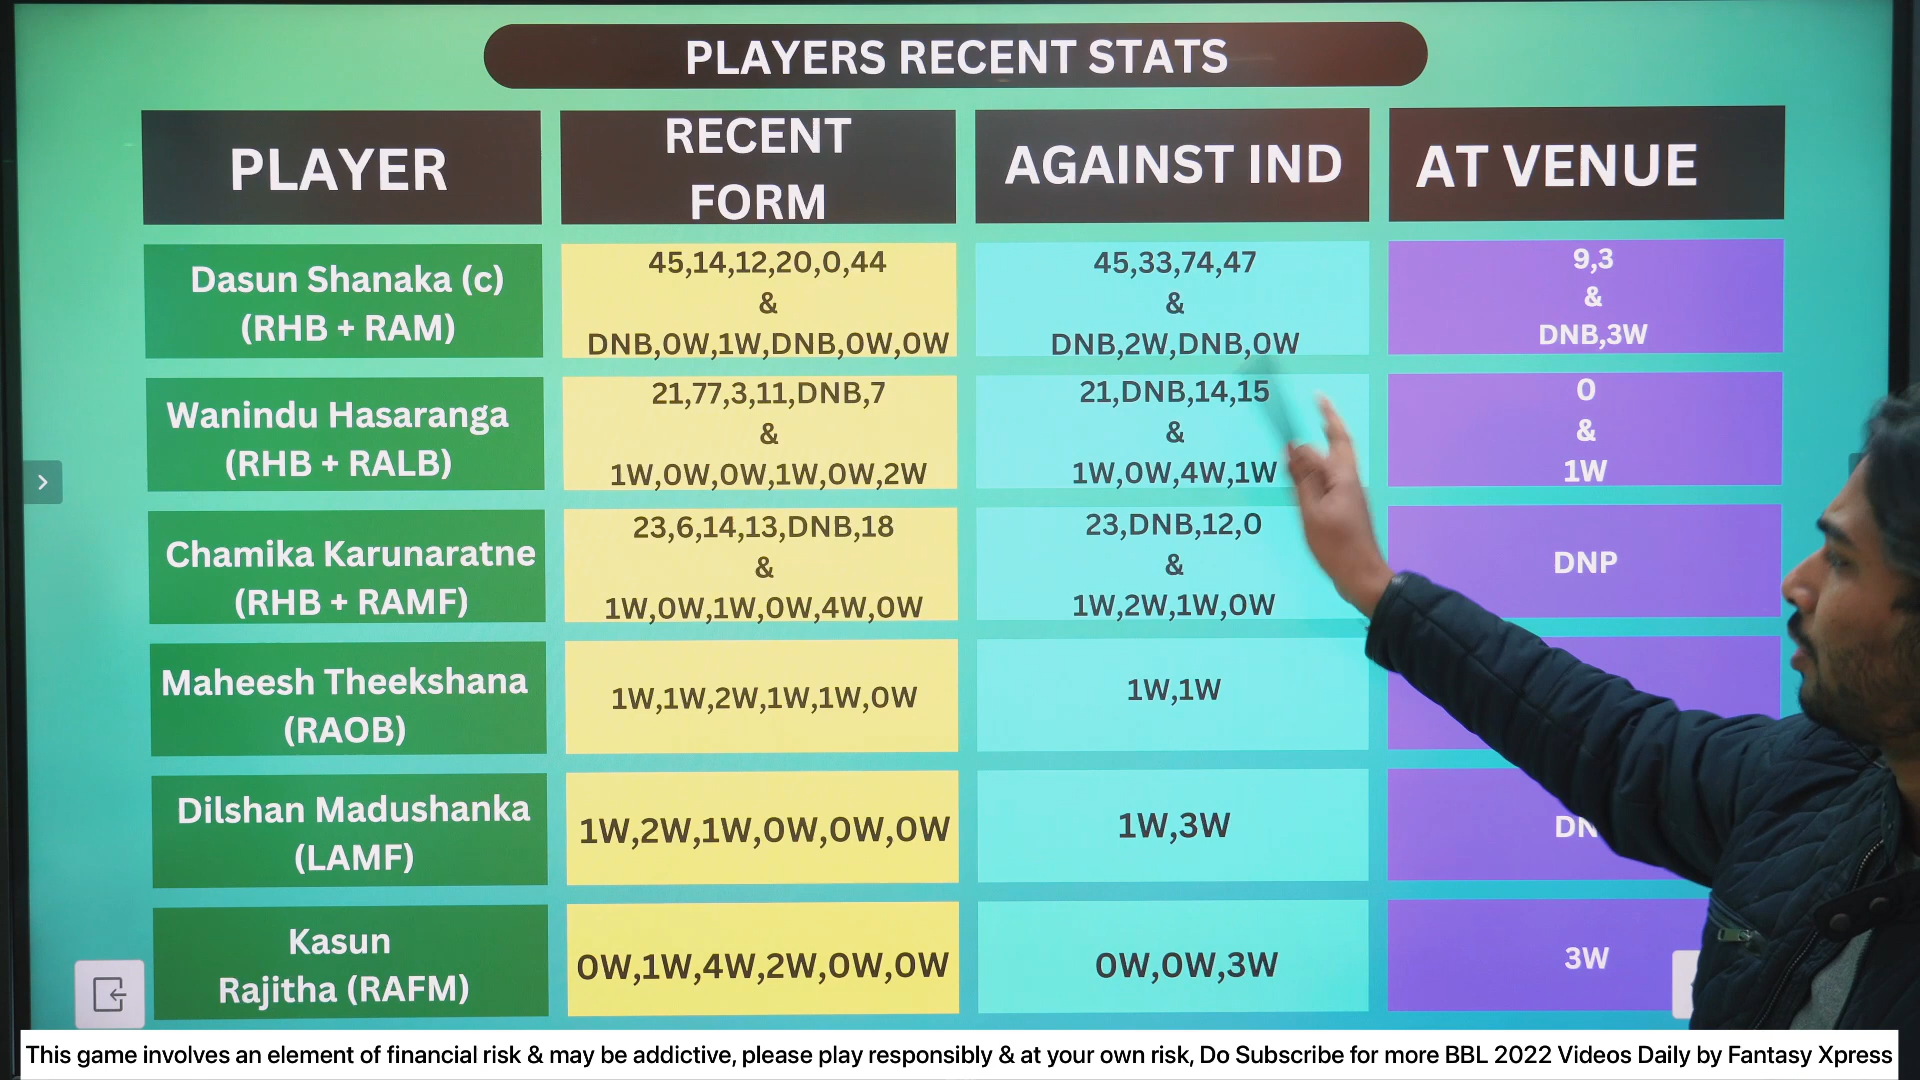 PLAYERS RECENT STATS
PLAYER
RECENT
FORM
AGAINST IND
AT VENUE
Dasun Shanaka (c)
(RHB + RAM)
45,14,12,20,0,44
&
DNB,0W,1W,DNB,0W,0W
45,33,74,47
&
DNB,2W,DNB,0W
9,3
&
DNB,3W
Wanindu Hasaranga
(RHB + RALB)
21,77,3,11,DNB,7
&
1W,0W,0W,1W,0W,2W
21,DNB,14,15
&
1W,0W,4W,1W
0
&
1W
Chamika Karunaratne
(RHB + RAMF)
23,6,14,13,DNB,18
&
1W,0W,1W,0W,4W,0W
23,DNB,12,0
&
1W,2W,1W,0W
DNP
Maheesh Theekshana
(RAOB)
1W,1W,2W,1W,1W,0W
1W,1W
Dilshan Madushanka
(LAMF)
1W,2W,1W,0W,0W,0W
1W,3W
Kasun
Rajitha (RAFM)
0W,1W,4W,2W,0W,0W
0W,0W,3W
3W
This game involves an element of financial risk & may be addictive, please play responsibly & at your own risk, Do Subscribe for more BBL 2022 Videos Daily by Fantasy Xpress